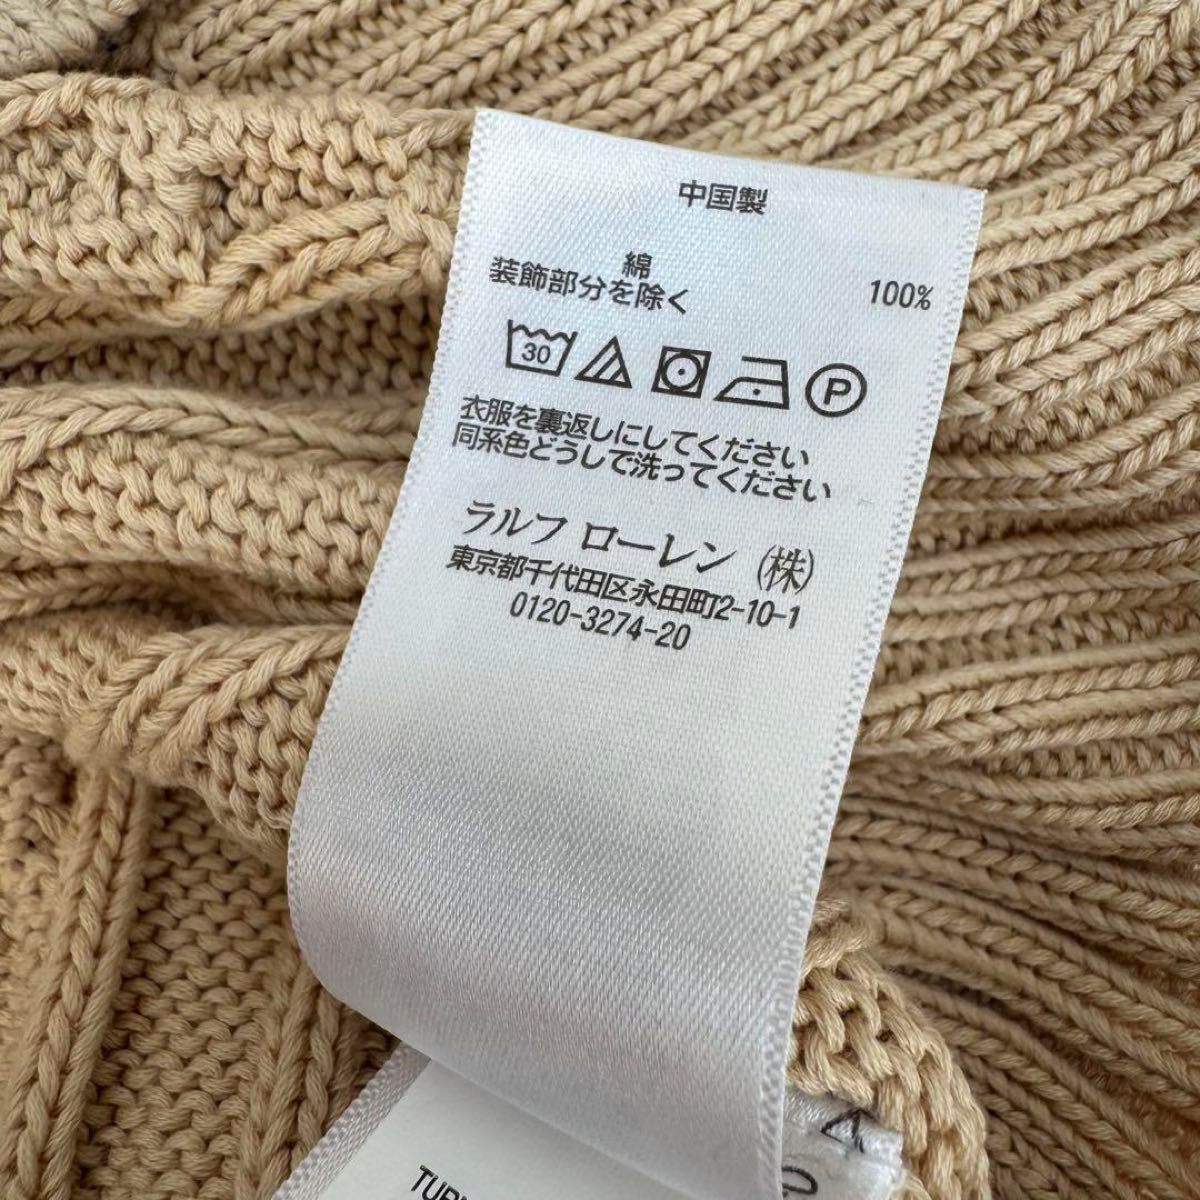 中国製
綿 100%
装飾部分を除く
30 P
衣服を裏返しにしてください
同系色どうしで洗ってください
ラルフ ローレン (株)
東京都千代田区永田町2-10-1
0120-3274-20